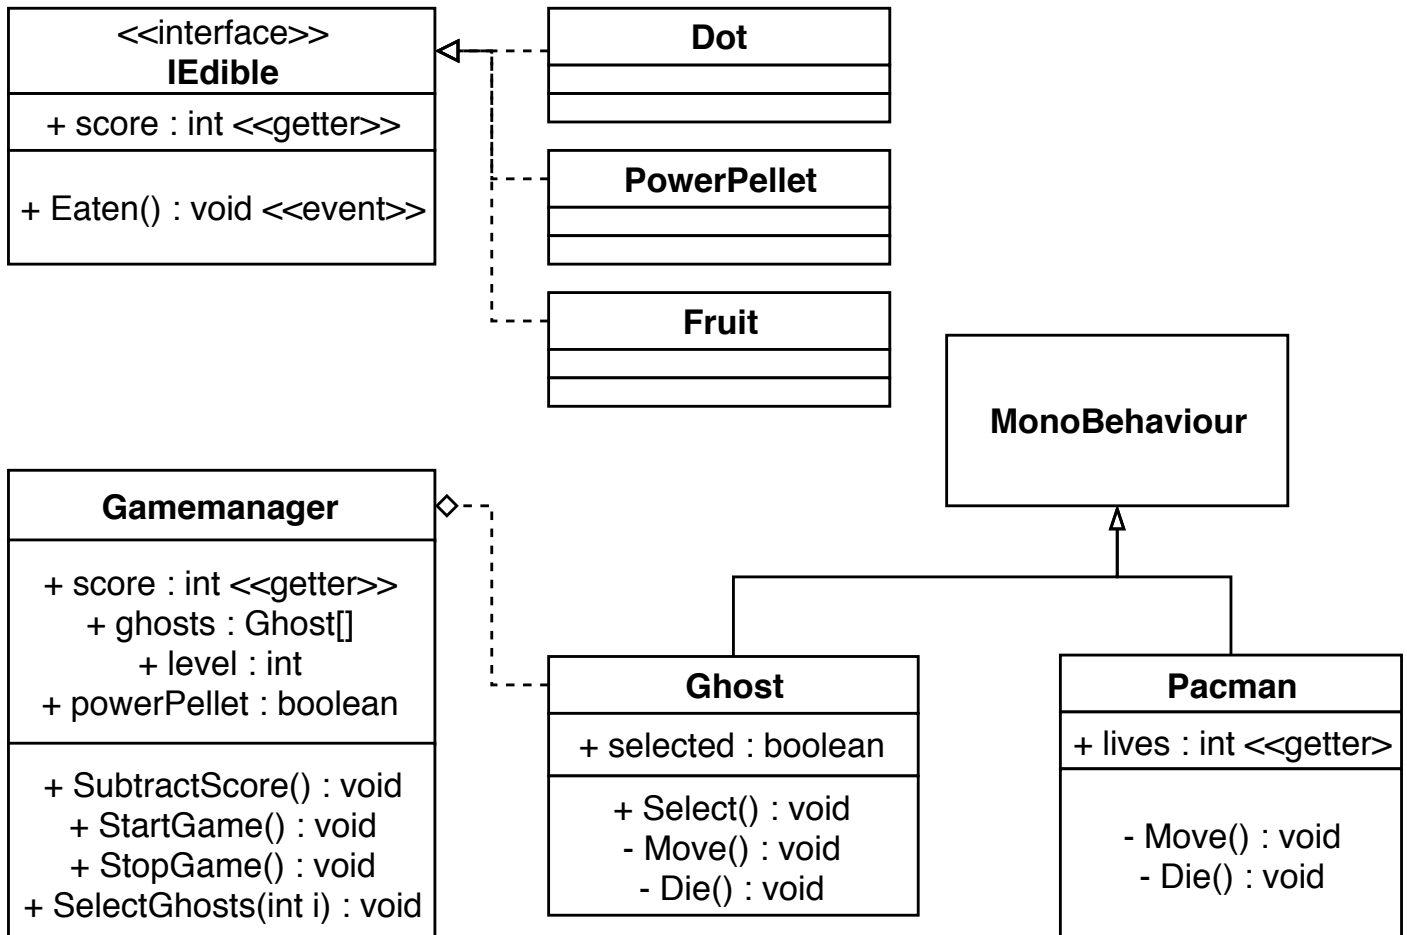 <<interface>>
IEdible
+ score : int <<getter>>
+ Eaten() : void <<event>>
Dot
PowerPellet
Fruit
MonoBehaviour
Gamemanager
+ score : int <<getter>>
+ ghosts : Ghost[]
+ level : int
+ powerPellet : boolean
+ SubtractScore() : void
+ StartGame() : void
+ StopGame() : void
+ SelectGhosts(int i) : void
Ghost
+ selected : boolean
+ Select() : void
- Move() : void
- Die() : void
Pacman
+ lives : int <<getter>
- Move() : void
- Die() : void